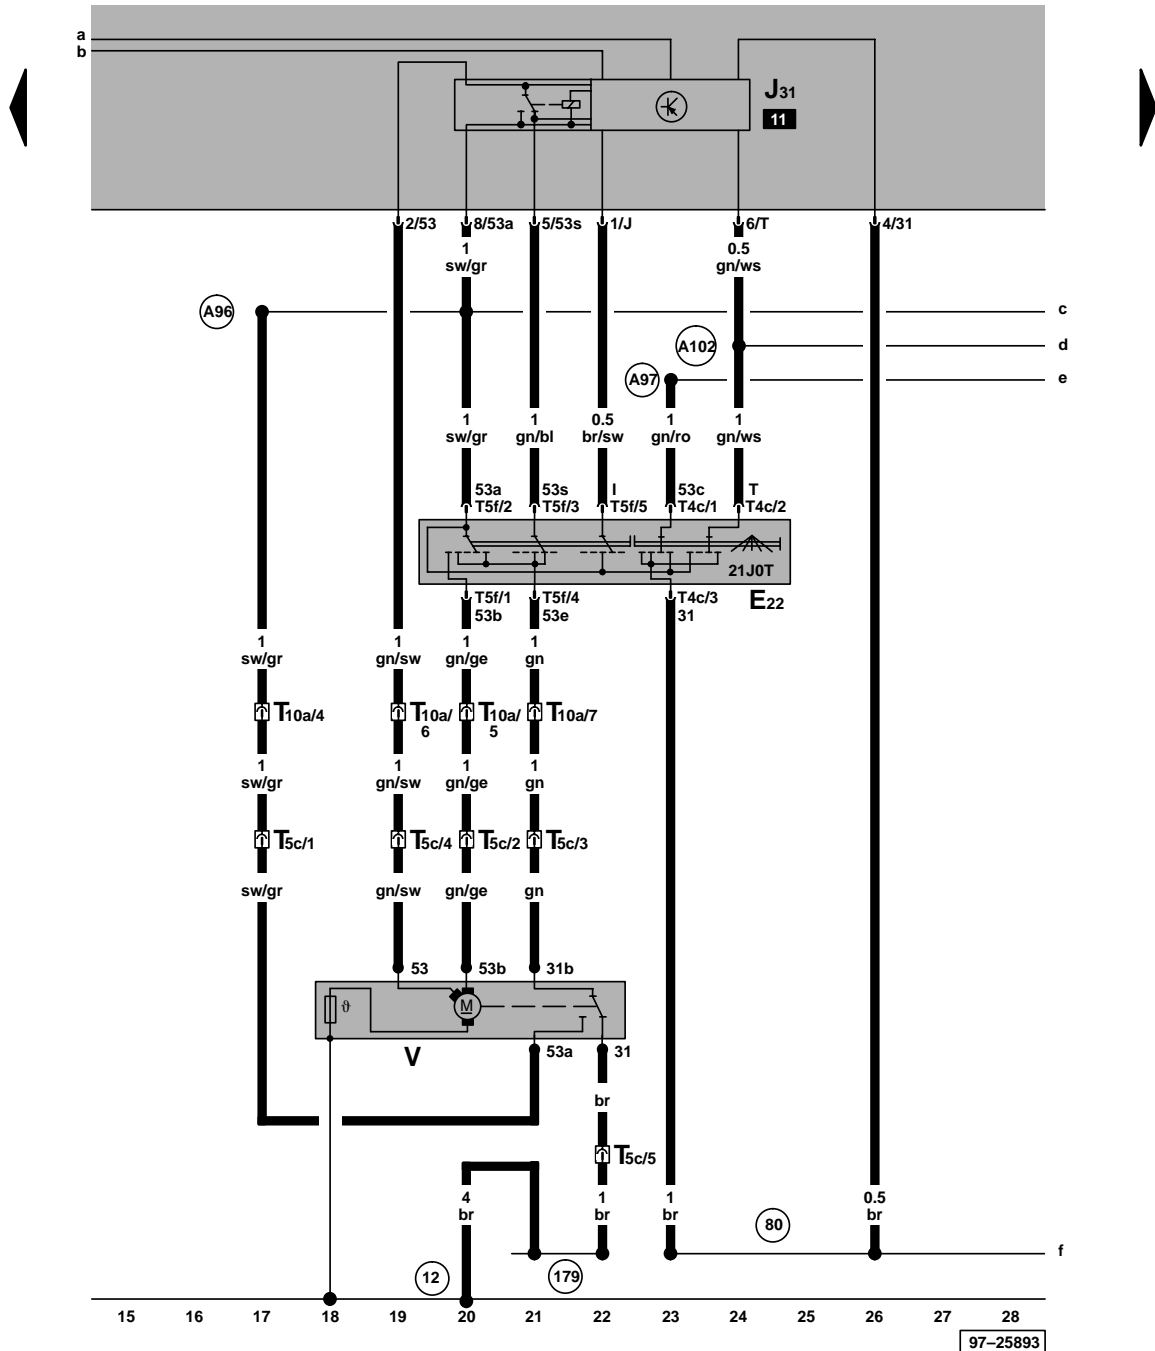 a
b
J31
11
2/53 8/53a 5/53s 1/J 6/T 4/31
1 0.5
sw/gr gn/ws
A96 c
A102 d
A97 e
1 1 0.5 1 1
sw/gr gn/bl br/sw gn/ro gn/ws
53a 53s I 53c T
T5f/2 T5f/3 T5f/5 T4c/1 T4c/2
21J0T
T5f/1 T5f/4 T4c/3 E22
53b 53e 31
1 1 1 1
sw/gr gn/sw gn/ge gn
T10a/4 T10a/6 T10a/5 T10a/7
1 1 1 1
sw/gr gn/sw gn/ge gn
T5c/1 T5c/4 T5c/2 T5c/3
sw/gr gn/sw gn/ge gn
53 53b 31b
ϑ M
V 53a 31
br
T5c/5
4 1 1 0.5
br br br br
80
f
12 179
15 16 17 18 19 20 21 22 23 24 25 26 27 28
97–25893